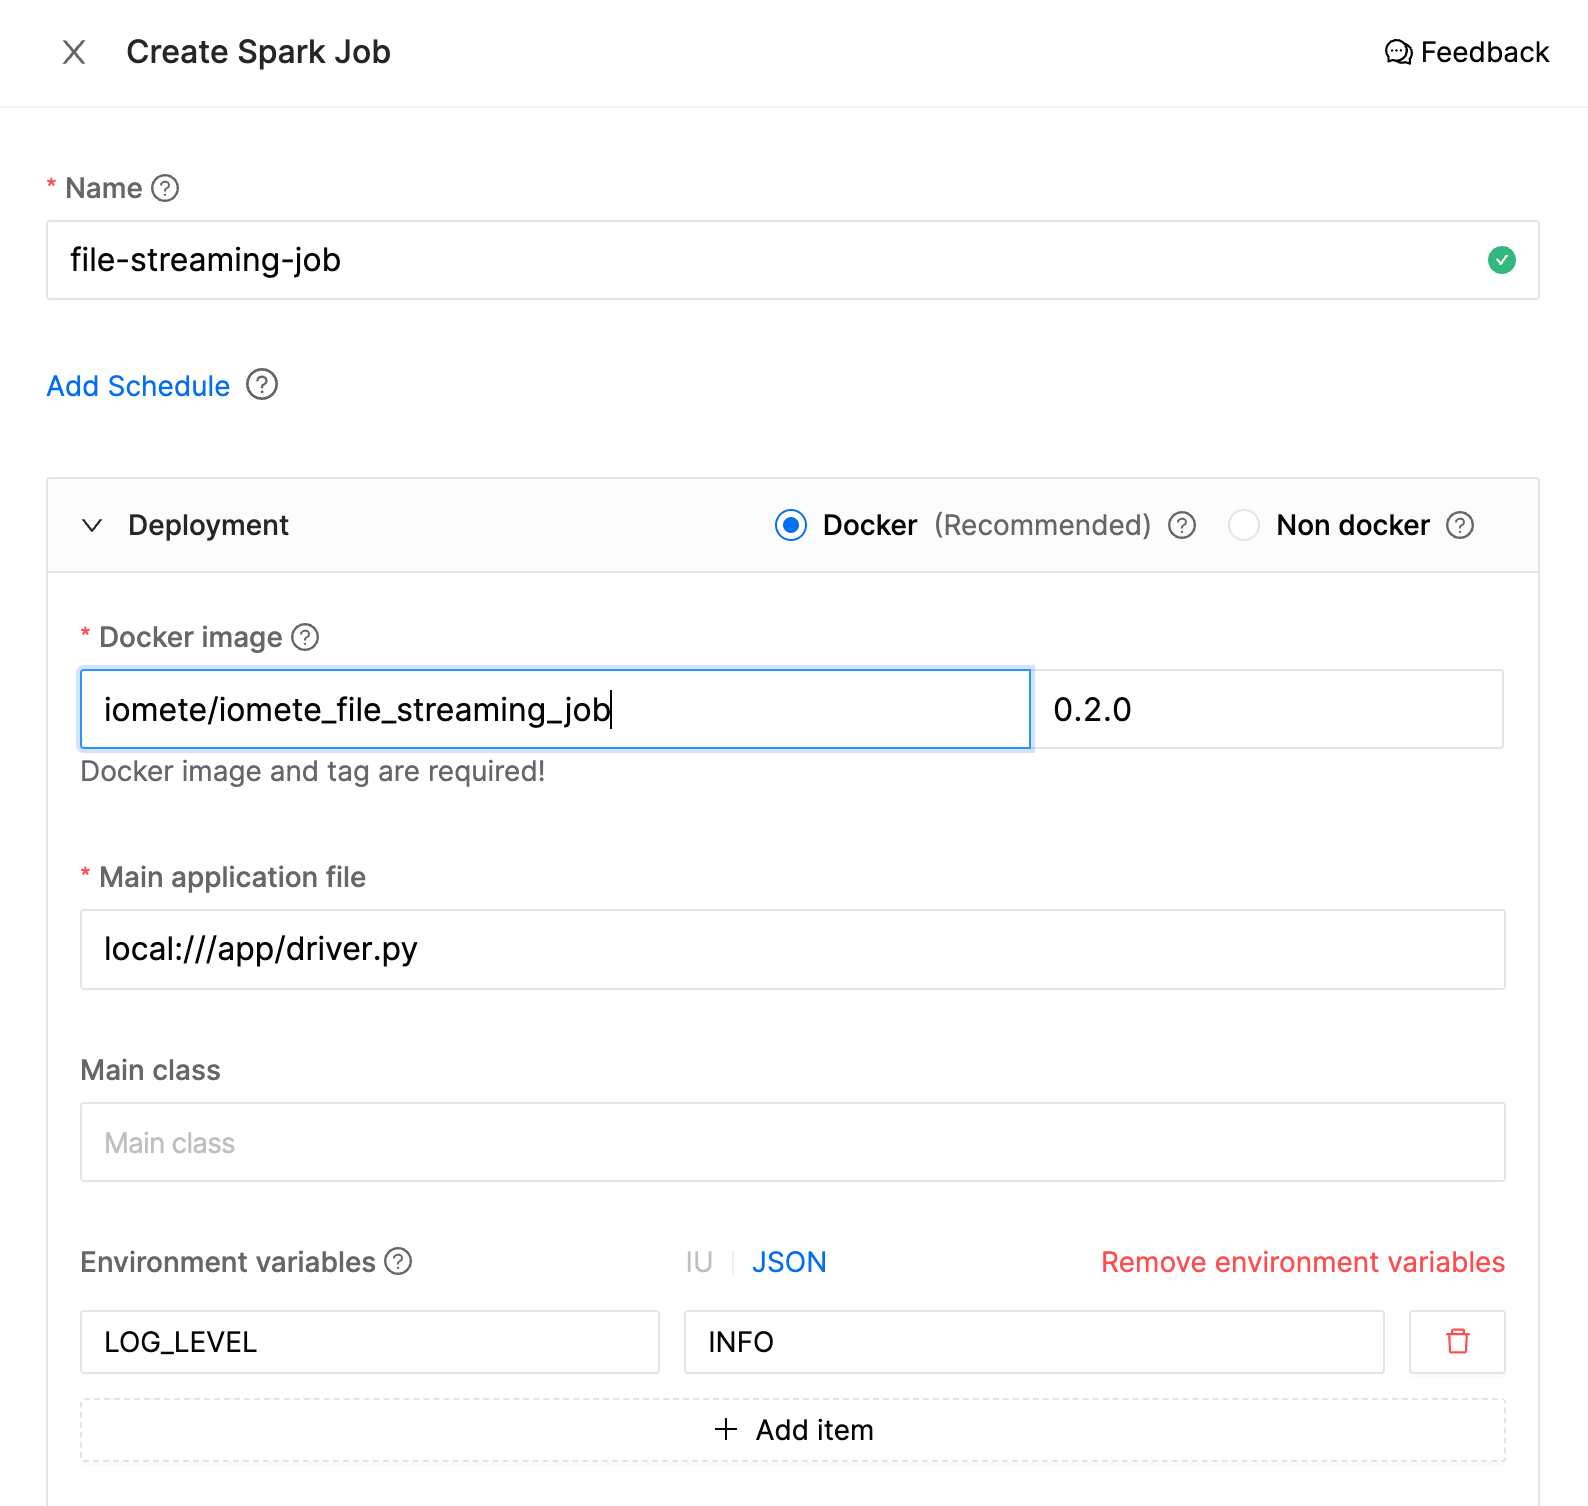 Create Spark Job
Feedback
* Name
file-streaming-job
Add Schedule
Deployment
Docker (Recommended)
Non docker
* Docker image
iomete/iomete_file_streaming_job
0.2.0
Docker image and tag are required!
* Main application file
local:///app/driver.py
Main class
Main class
Environment variables
IU
JSON
Remove environment variables
LOG_LEVEL
INFO
+ Add item